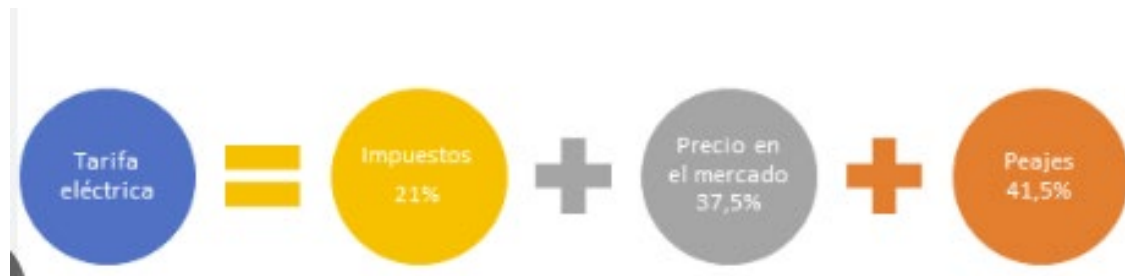 Tarifa
eléctrica
Impuestos
21%
Precio en
el mercado
37,5%
Peajes
41,5%